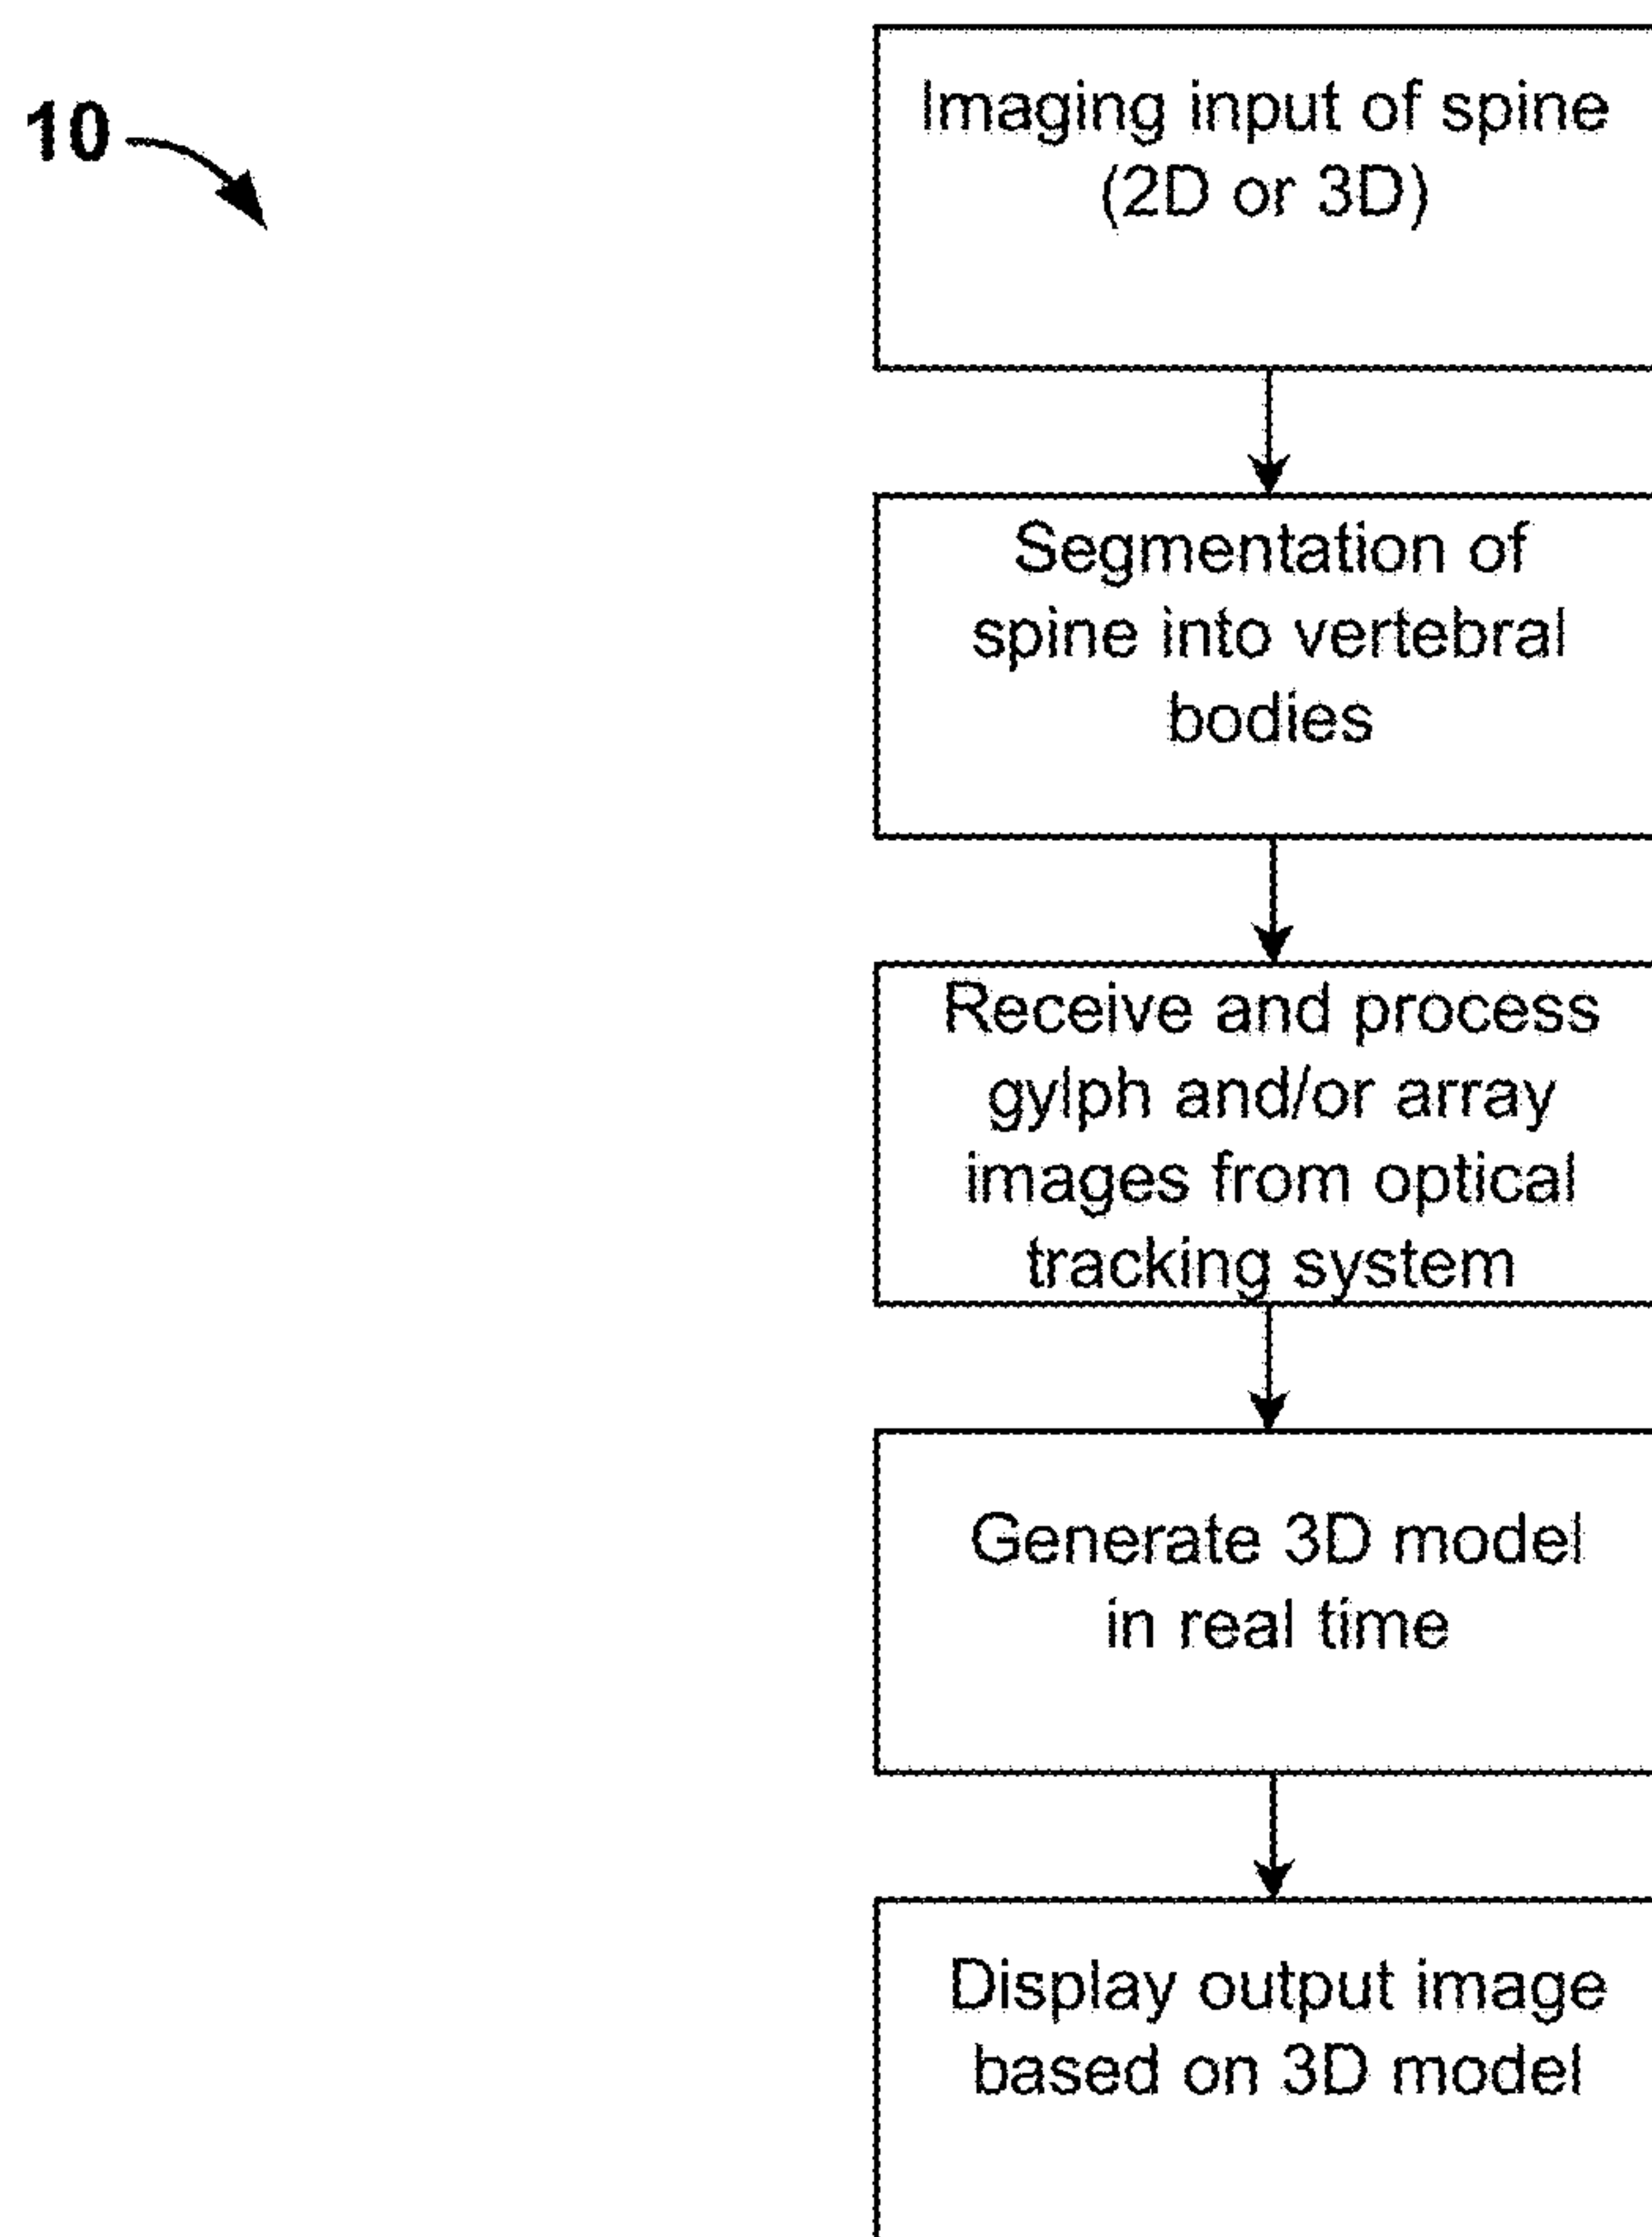 10
Imaging input of spine
(2D or 3D)
Segmentation of
spine into vertebral
bodies
Receive and process
gylph and/or array
images from optical
tracking system
Generate 3D model
in real time
Display output image
based on 3D model